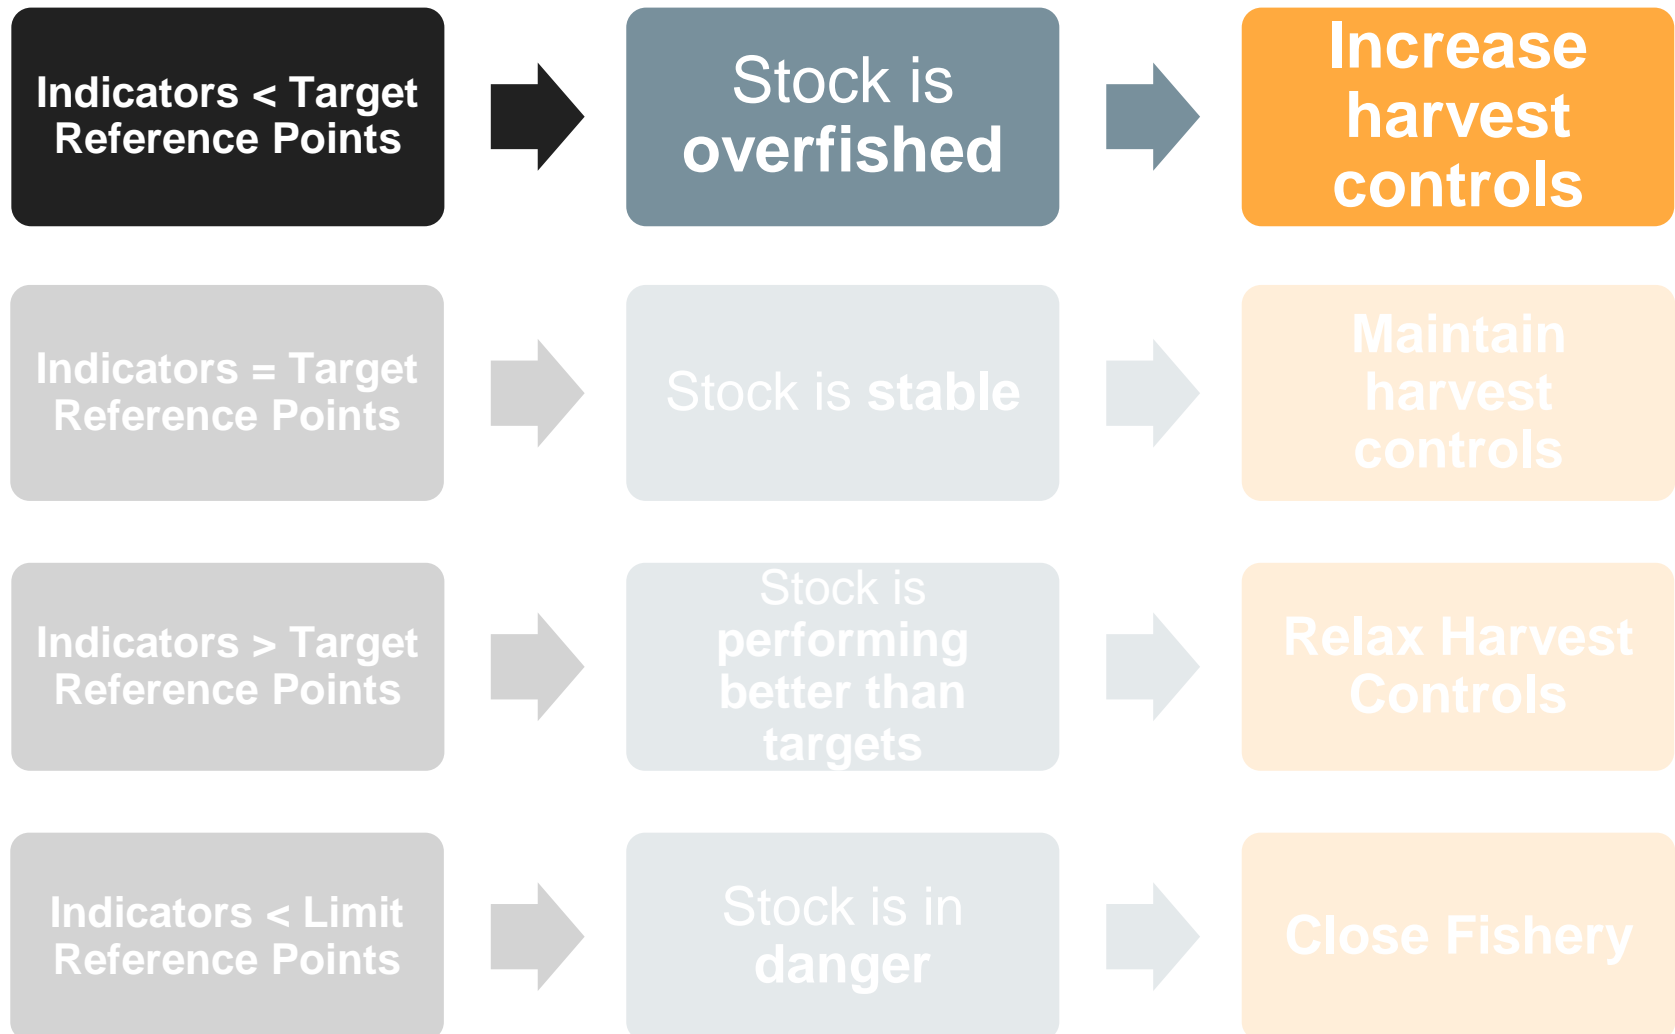 Indicators < Target
Reference Points
Stock is
overfished
Increase
harvest
controls
Indicators = Target
Reference Points
Stock is stable
Maintain
harvest
controls
Indicators > Target
Reference Points
Stock is
performing
better than
targets
Relax Harvest
Controls
Indicators < Limit
Reference Points
Stock is in
danger
Close Fishery